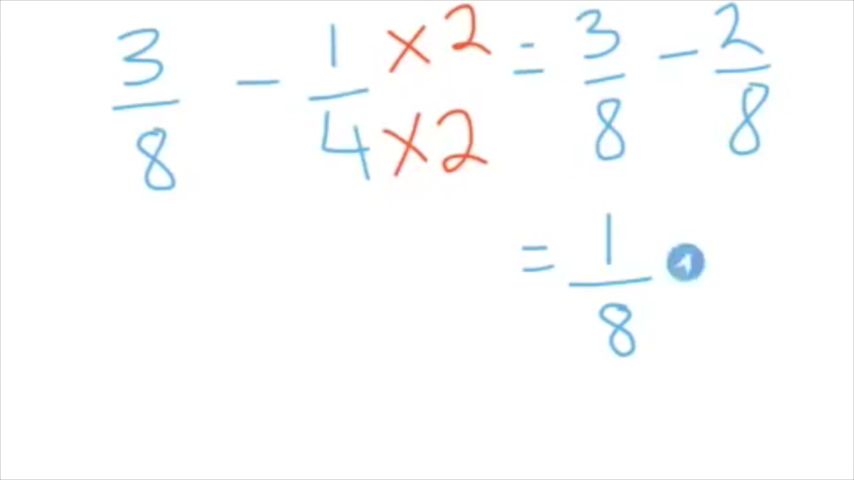 3/8 - 1/4 ×2/×2 = 3/8 - 2/8
= 1/8